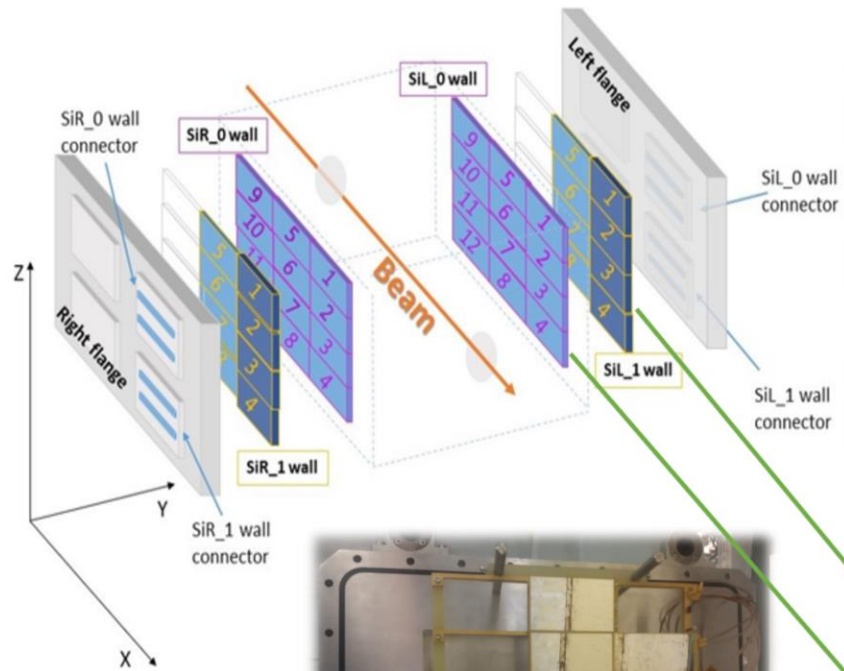 Left flange
SiL_0 wall
SiR_0 wall
connector
SiR_0 wall
9 5 1
10 6 2
11 7 3
12 8 4
5 1
6 2
7 3
8 4
SiL_0 wall
connector
9 5 1
10 6 2
11 7 3
8 4
5 1
6 2
3
4
Beam
Z
Right flange
SiL_1 wall
SiL_1 wall
connector
SiR_1 wall
Y
SiR_1 wall
connector
X